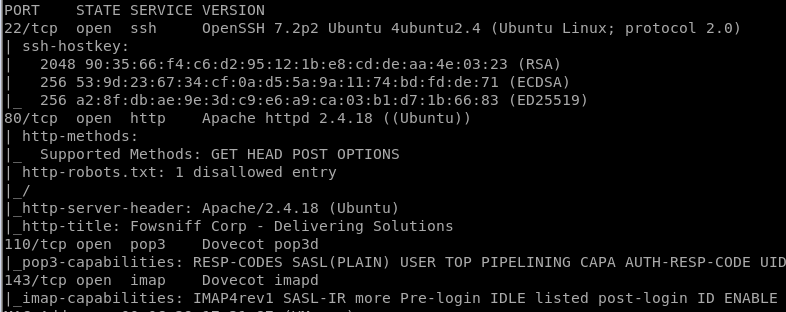 PORT    STATE SERVICE VERSION
22/tcp  open  ssh     OpenSSH 7.2p2 Ubuntu 4ubuntu2.4 (Ubuntu Linux; protocol 2.0)
| ssh-hostkey:
|   2048 90:35:66:f4:c6:d2:95:12:1b:e8:cd:de:aa:4e:03:23 (RSA)
|   256 53:9d:23:67:34:cf:0a:d5:5a:9a:11:74:bd:fd:de:71 (ECDSA)
|_  256 a2:8f:db:ae:9e:3d:c9:e6:a9:ca:03:b1:d7:1b:66:83 (ED25519)
80/tcp  open  http    Apache httpd 2.4.18 ((Ubuntu))
| http-methods:
|_  Supported Methods: GET HEAD POST OPTIONS
| http-robots.txt: 1 disallowed entry
|_/
|_http-server-header: Apache/2.4.18 (Ubuntu)
|_http-title: Fowsniff Corp - Delivering Solutions
110/tcp open  pop3    Dovecot pop3d
|_pop3-capabilities: RESP-CODES SASL(PLAIN) USER TOP PIPELINING CAPA AUTH-RESP-CODE UID
143/tcp open  imap    Dovecot imapd
|_imap-capabilities: IMAP4rev1 SASL-IR more Pre-login IDLE listed post-login ID ENABLE